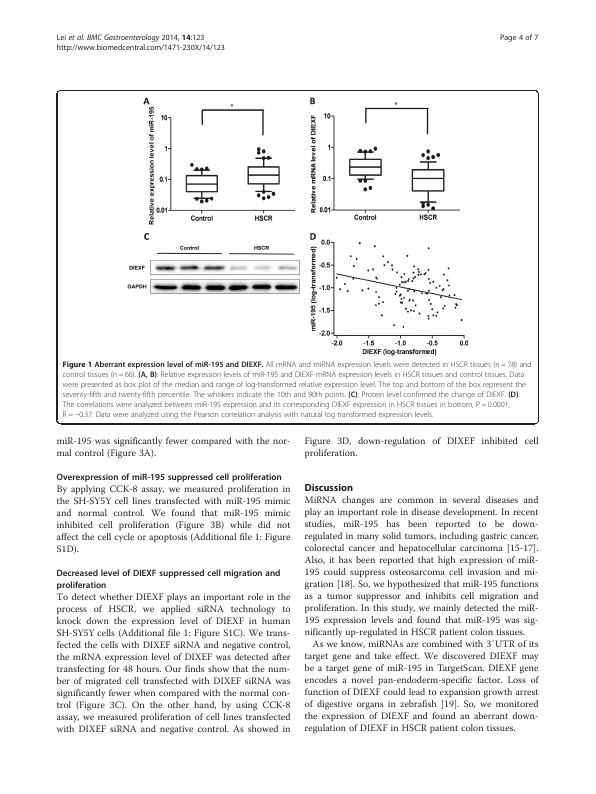 Lei et al. BMC Gastroenterology 2014, 14:123
http://www.biomedcentral.com/1471-230X/14/123
Page 4 of 7
A
Relative expression level of miR-195
10
1
0.1
0.01
*
Control
HSCR
B
Relative mRNA level of DIEXF
10
1
0.1
0.01
*
Control
HSCR
C
Control
HSCR
DIEXF
GAPDH
D
miR-195 (log-transformed)
0.0
-0.5
-1.0
-1.5
-2.0
-2.0
-1.5
-1.0
-0.5
0.0
DIEXF (log-transformed)
Figure 1 Aberrant expression level of miR-195 and DIEXF. All mRNA and miRNA expression levels were detected in HSCR tissues (n = 78) and
control tissues (n = 66). (A, B): Relative expression levels of miR-195 and DIEXF mRNA expression levels in HSCR tissues and control tissues. Data
were presented as box plot of the median and range of log-transformed relative expression level. The top and bottom of the box represent the
seventy-fifth and twenty-fifth percentile. The whiskers indicate the 10th and 90th points. (C): Protein level confirmed the change of DIEXF. (D):
The correlations were analyzed between miR-195 expression and its corresponding DIEXF expression in HSCR tissues in bottom, P = 0.0001,
R = −0.37. Data were analyzed using the Pearson correlation analysis with natural log transformed expression levels.
miR-195 was significantly fewer compared with the nor-
mal control (Figure 3A).
Overexpression of miR-195 suppressed cell proliferation
By applying CCK-8 assay, we measured proliferation in
the SH-SY5Y cell lines transfected with miR-195 mimic
and normal control. We found that miR-195 mimic
inhibited cell proliferation (Figure 3B) while did not
affect the cell cycle or apoptosis (Additional file 1: Figure
S1D).
Decreased level of DIEXF suppressed cell migration and
proliferation
To detect whether DIEXF plays an important role in the
process of HSCR, we applied siRNA technology to
knock down the expression level of DIEXF in human
SH-SY5Y cells (Additional file 1: Figure S1C). We trans-
fected the cells with DIEXF siRNA and negative control,
the mRNA expression level of DIXEF was detected after
transfecting for 48 hours. Our finds show that the num-
ber of migrated cell transfected with DIEXF siRNA was
significantly fewer when compared with the normal con-
trol (Figure 3C). On the other hand, by using CCK-8
assay, we measured proliferation of cell lines transfected
with DIXEF siRNA and negative control. As showed in
Figure 3D, down-regulation of DIXEF inhibited cell
proliferation.
Discussion
MiRNA changes are common in several diseases and
play an important role in disease development. In recent
studies, miR-195 has been reported to be down-
regulated in many solid tumors, including gastric cancer,
colorectal cancer and hepatocellular carcinoma [15-17].
Also, it has been reported that high expression of miR-
195 could suppress osteosarcoma cell invasion and mi-
gration [18]. So, we hypothesized that miR-195 functions
as a tumor suppressor and inhibits cell migration and
proliferation. In this study, we mainly detected the miR-
195 expression levels and found that miR-195 was sig-
nificantly up-regulated in HSCR patient colon tissues.
As we know, miRNAs are combined with 3′UTR of its
target gene and take effect. We discovered DIEXF may
be a target gene of miR-195 in TargetScan. DIEXF gene
encodes a novel pan-endoderm-specific factor. Loss of
function of DIEXF could lead to expansion growth arrest
of digestive organs in zebrafish [19]. So, we monitored
the expression of DIEXF and found an aberrant down-
regulation of DIEXF in HSCR patient colon tissues.